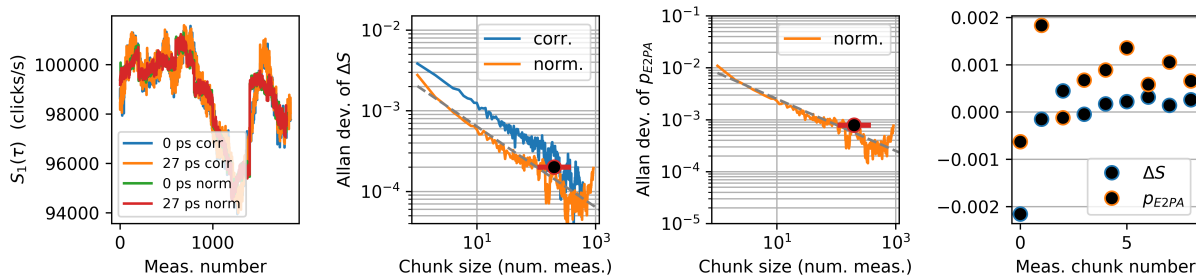 S₁(τ) (clicks/s)
100000
98000
96000
94000
0 ps corr
27 ps corr
0 ps norm
27 ps norm
0
1000
Meas. number
Allan dev. of ΔS
10⁻²
10⁻³
10⁻⁴
corr.
norm.
10¹
10³
Chunk size (num. meas.)
Allan dev. of p_{E2PA}
10⁻¹
10⁻²
10⁻³
10⁻⁴
10⁻⁵
norm.
10¹
10³
Chunk size (num. meas.)
0.002
0.001
0.000
−0.001
−0.002
ΔS
p_{E2PA}
0
5
Meas. chunk number